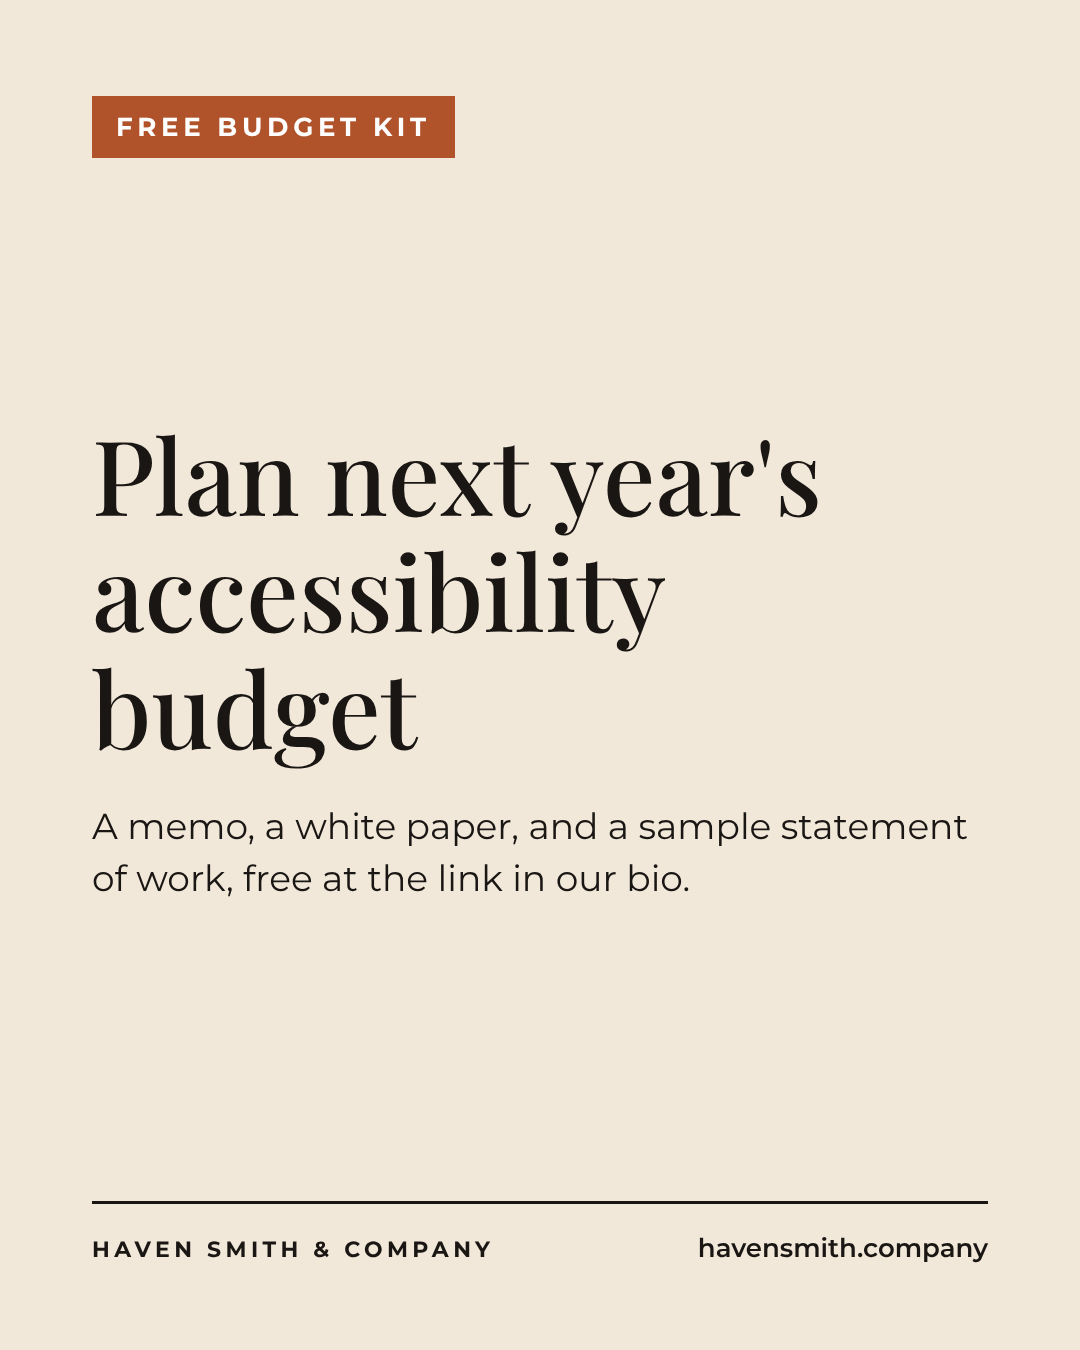 FREE BUDGET KIT
Plan next year's
accessibility
budget
A memo, a white paper, and a sample statement
of work, free at the link in our bio.
HAVEN SMITH & COMPANY
havensmith.company